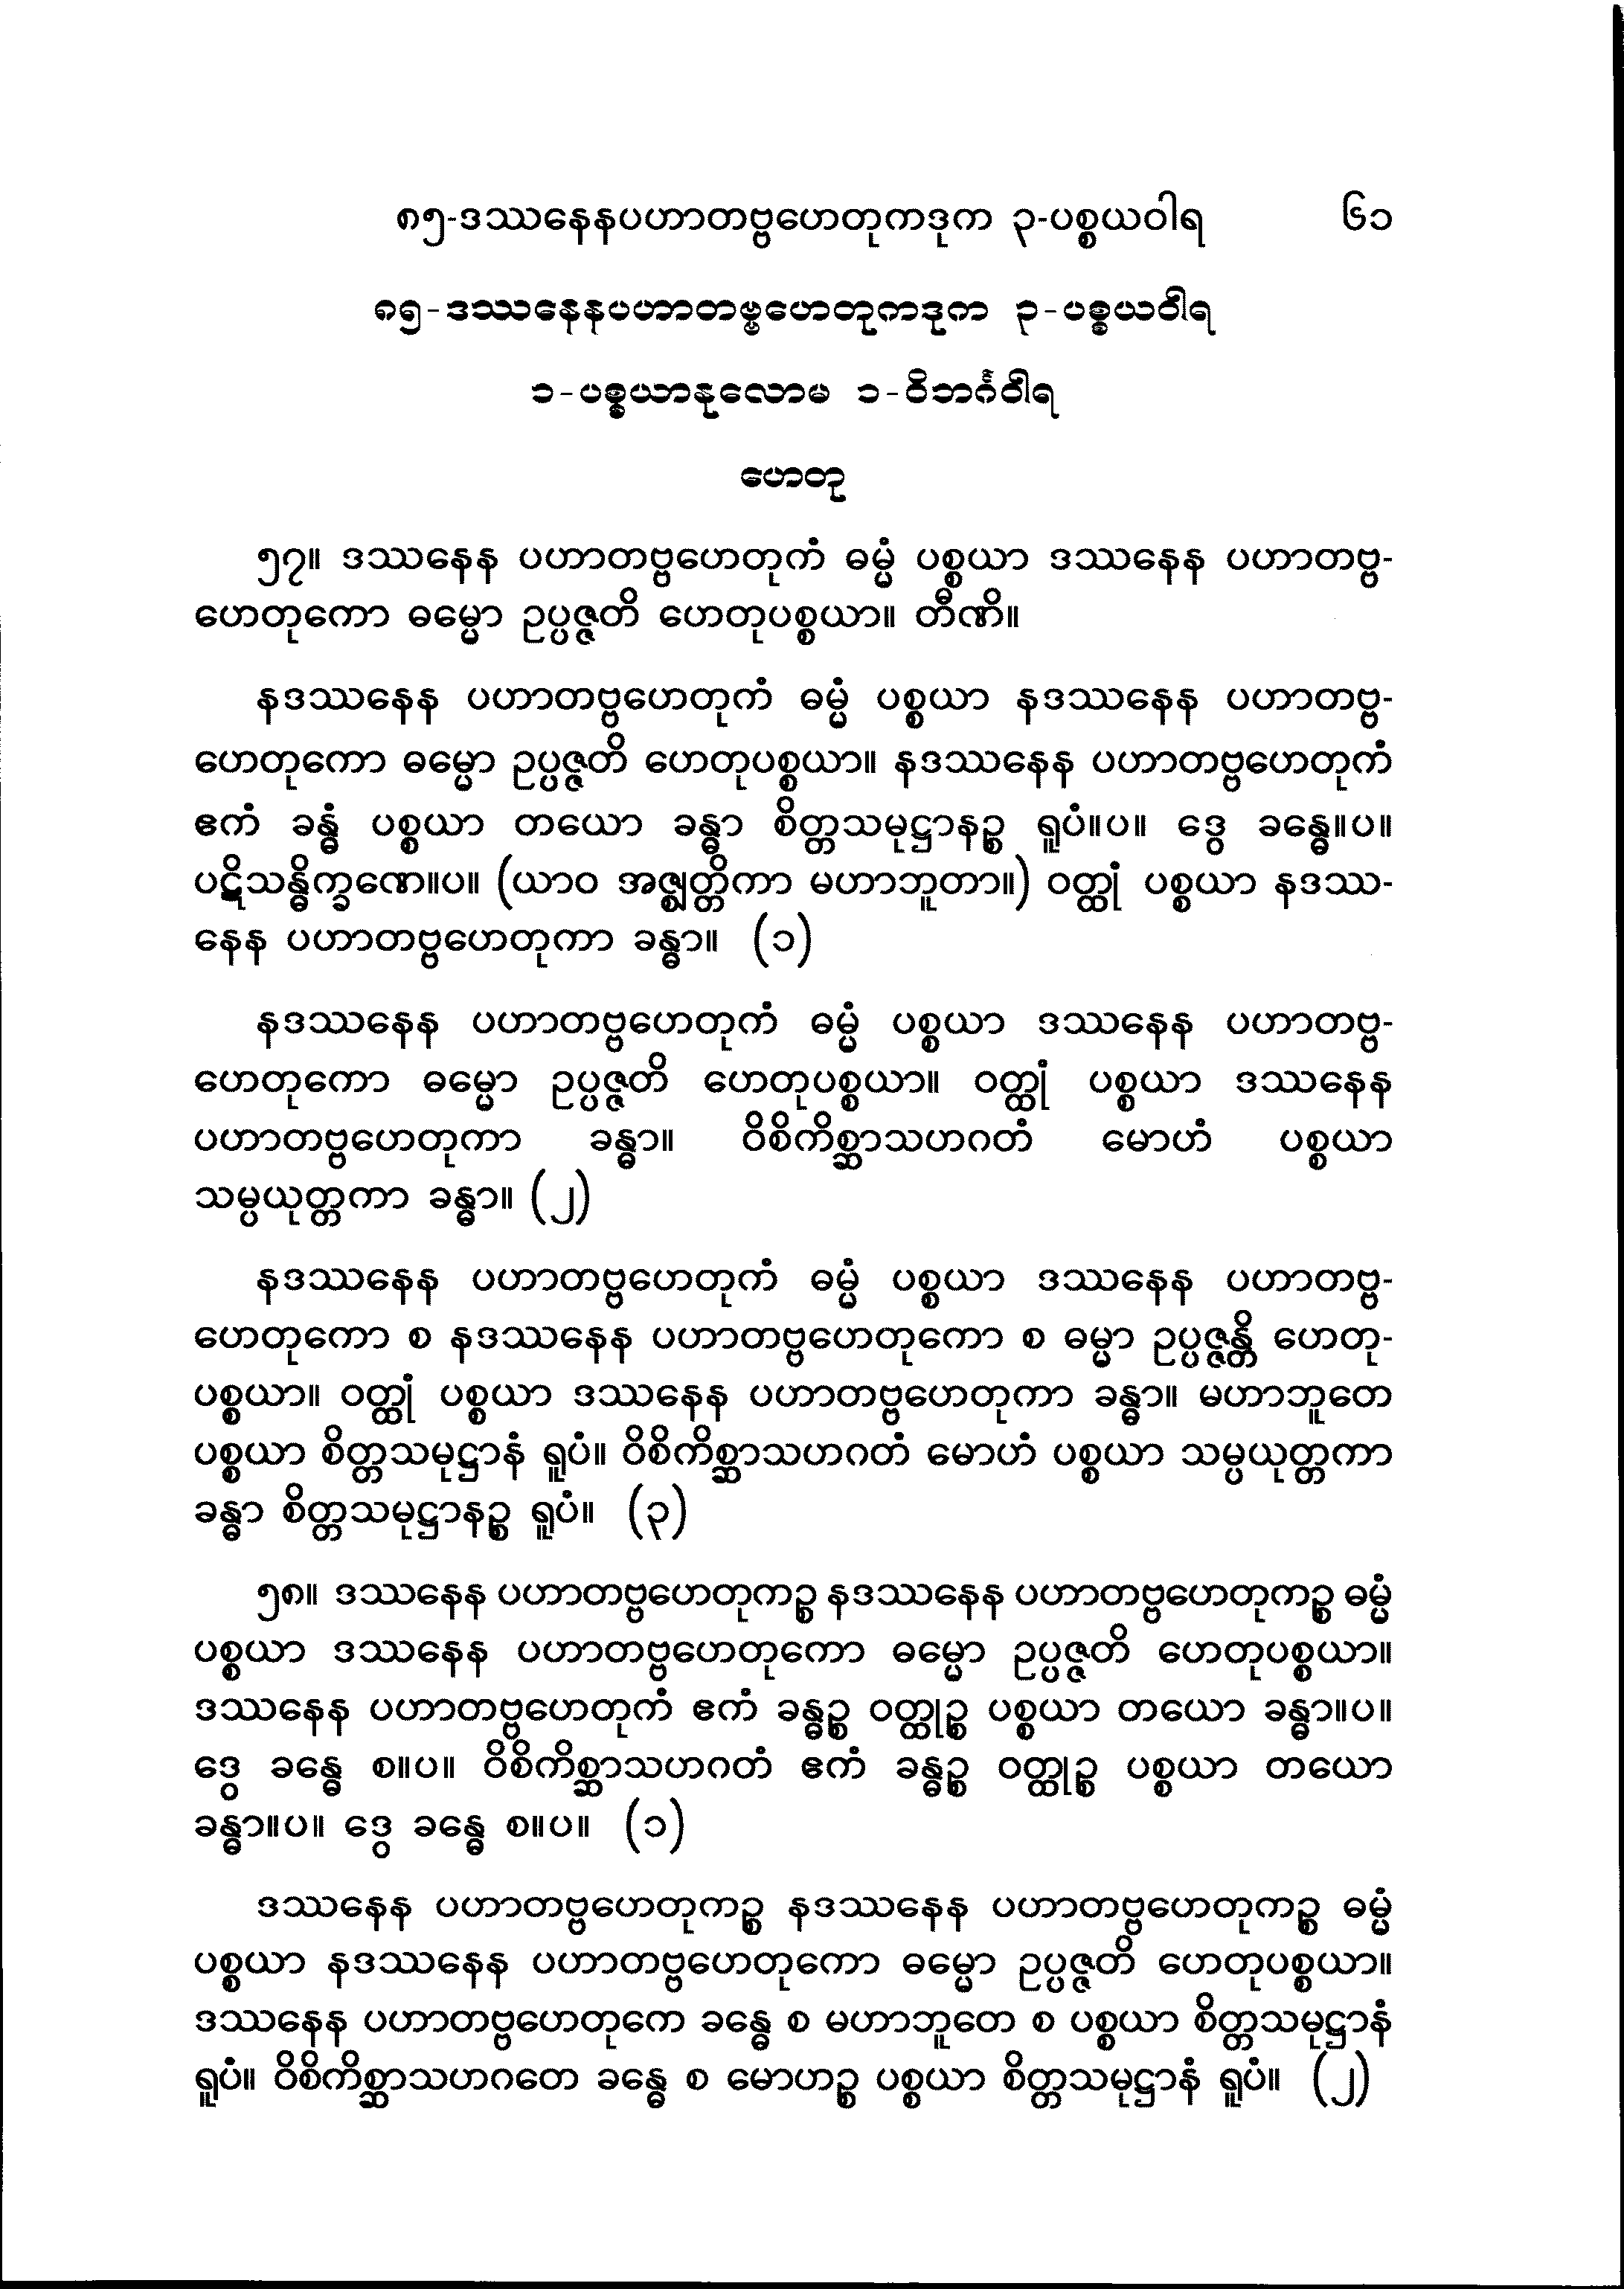 ၈၅-ဒဿနေနပဟာတဗ္ဗဟေတုကဒုက ၃-ပစ္စယဝါရ ၆၁
၈၅-ဒဿနေနပဟာတဗ္ဗဟေတုကဒုက ၃-ပစ္စယဝါရ
၁-ပစ္စယာနုလောမ ၁-ဝိဘင်္ဂဝါရ
ဟေတု
၅၇။ ဒဿနေန ပဟာတဗ္ဗဟေတုကံ ဓမ္မံ ပစ္စယာ ဒဿနေန ပဟာတဗ္ဗ-
ဟေတုကော ဓမ္မော ဥပ္ပဇ္ဇတိ ဟေတုပစ္စယာ။ တီဏိ။
နဒဿနေန ပဟာတဗ္ဗဟေတုကံ ဓမ္မံ ပစ္စယာ နဒဿနေန ပဟာတဗ္ဗ-
ဟေတုကော ဓမ္မော ဥပ္ပဇ္ဇတိ ဟေတုပစ္စယာ။ နဒဿနေန ပဟာတဗ္ဗဟေတုကံ
ဧကံ ခန္ဓံ ပစ္စယာ တယော ခန္ဓာ စိတ္တသမုဋ္ဌာနဉ္စ ရူပံ။ပ။ ဒွေ ခန္ဓေ။ပ။
ပဋိသန္ဓိက္ခဏေ။ပ။ (ယာဝ အဇ္ဈတ္တိကာ မဟာဘူတာ။) ဝတ္ထုံ ပစ္စယာ နဒဿ-
နေန ပဟာတဗ္ဗဟေတုကာ ခန္ဓာ။ (၁)
နဒဿနေန ပဟာတဗ္ဗဟေတုကံ ဓမ္မံ ပစ္စယာ ဒဿနေန ပဟာတဗ္ဗ-
ဟေတုကော ဓမ္မော ဥပ္ပဇ္ဇတိ ဟေတုပစ္စယာ။ ဝတ္ထုံ ပစ္စယာ ဒဿနေန
ပဟာတဗ္ဗဟေတုကာ ခန္ဓာ။ ဝိစိကိစ္ဆာသဟဂတံ မောဟံ ပစ္စယာ
သမ္ပယုတ္တကာ ခန္ဓာ။ (၂)
နဒဿနေန ပဟာတဗ္ဗဟေတုကံ ဓမ္မံ ပစ္စယာ ဒဿနေန ပဟာတဗ္ဗ-
ဟေတုကော စ နဒဿနေန ပဟာတဗ္ဗဟေတုကော စ ဓမ္မာ ဥပ္ပဇ္ဇန္တိ ဟေတု-
ပစ္စယာ။ ဝတ္ထုံ ပစ္စယာ ဒဿနေန ပဟာတဗ္ဗဟေတုကာ ခန္ဓာ။ မဟာဘူတေ
ပစ္စယာ စိတ္တသမုဋ္ဌာနံ ရူပံ။ ဝိစိကိစ္ဆာသဟဂတံ မောဟံ ပစ္စယာ သမ္ပယုတ္တကာ
ခန္ဓာ စိတ္တသမုဋ္ဌာနဉ္စ ရူပံ။ (၃)
၅၈။ ဒဿနေန ပဟာတဗ္ဗဟေတုကဉ္စ နဒဿနေန ပဟာတဗ္ဗဟေတုကဉ္စ ဓမ္မံ
ပစ္စယာ ဒဿနေန ပဟာတဗ္ဗဟေတုကော ဓမ္မော ဥပ္ပဇ္ဇတိ ဟေတုပစ္စယာ။
ဒဿနေန ပဟာတဗ္ဗဟေတုကံ ဧကံ ခန္ဓဉ္စ ဝတ္ထုဉ္စ ပစ္စယာ တယော ခန္ဓာ။ပ။
ဒွေ ခန္ဓေ စ။ပ။ ဝိစိကိစ္ဆာသဟဂတံ ဧကံ ခန္ဓဉ္စ ဝတ္ထုဉ္စ ပစ္စယာ တယော
ခန္ဓာ။ပ။ ဒွေ ခန္ဓေ စ။ပ။ (၁)
ဒဿနေန ပဟာတဗ္ဗဟေတုကဉ္စ နဒဿနေန ပဟာတဗ္ဗဟေတုကဉ္စ ဓမ္မံ
ပစ္စယာ နဒဿနေန ပဟာတဗ္ဗဟေတုကော ဓမ္မော ဥပ္ပဇ္ဇတိ ဟေတုပစ္စယာ။
ဒဿနေန ပဟာတဗ္ဗဟေတုကေ ခန္ဓေ စ မဟာဘူတေ စ ပစ္စယာ စိတ္တသမုဋ္ဌာနံ
ရူပံ။ ဝိစိကိစ္ဆာသဟဂတေ ခန္ဓေ စ မောဟဉ္စ ပစ္စယာ စိတ္တသမုဋ္ဌာနံ ရူပံ။ (၂)